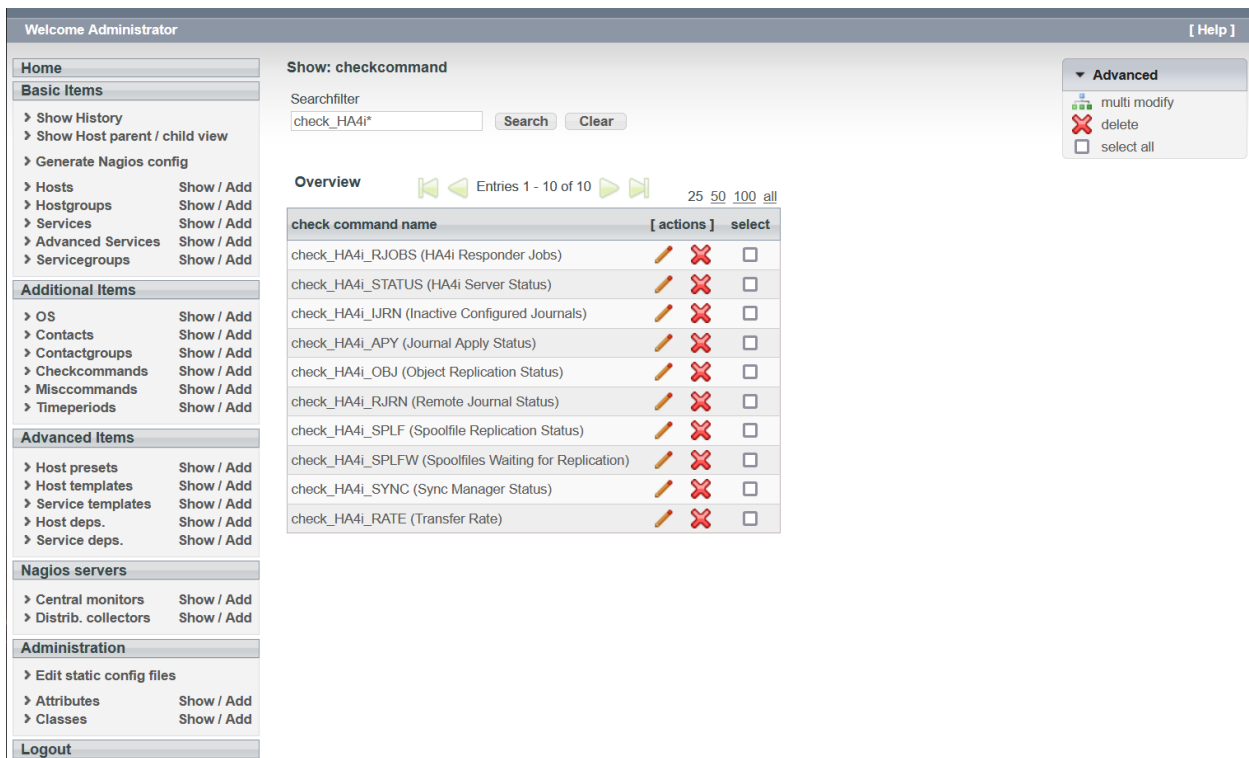 Welcome Administrator [ Help ]
Home
Basic Items
Show History
Show Host parent / child view
Generate Nagios config
Hosts Show / Add
Hostgroups Show / Add
Services Show / Add
Advanced Services Show / Add
Servicegroups Show / Add
Additional Items
OS Show / Add
Contacts Show / Add
Contactgroups Show / Add
Checkcommands Show / Add
Misccommands Show / Add
Timeperiods Show / Add
Advanced Items
Host presets Show / Add
Host templates Show / Add
Service templates Show / Add
Host deps. Show / Add
Service deps. Show / Add
Nagios servers
Central monitors Show / Add
Distrib. collectors Show / Add
Administration
Edit static config files
Attributes Show / Add
Classes Show / Add
Logout
Show: checkcommand
Searchfilter
check_HA4i* Search Clear
Overview Entries 1 - 10 of 10 25 50 100 all
check command name [ actions ] select
check_HA4i_RJOBS (HA4i Responder Jobs)
check_HA4i_STATUS (HA4i Server Status)
check_HA4i_IJRN (Inactive Configured Journals)
check_HA4i_APY (Journal Apply Status)
check_HA4i_OBJ (Object Replication Status)
check_HA4i_RJRN (Remote Journal Status)
check_HA4i_SPLF (Spoolfile Replication Status)
check_HA4i_SPLFW (Spoolfiles Waiting for Replication)
check_HA4i_SYNC (Sync Manager Status)
check_HA4i_RATE (Transfer Rate)
Advanced
multi modify
delete
select all